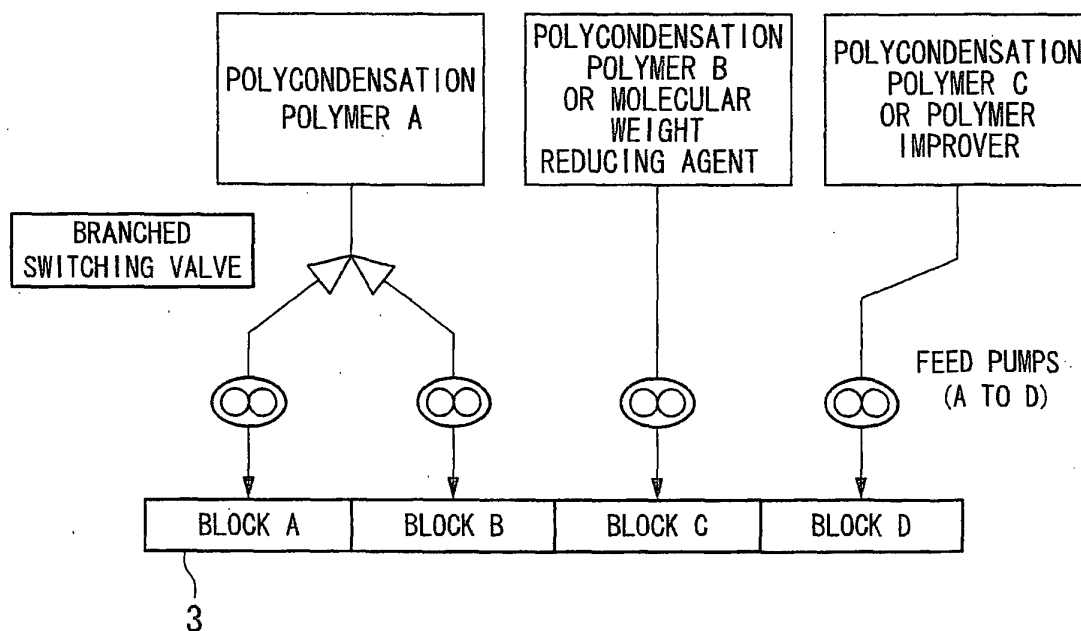 POLYCONDENSATION
POLYMER A
POLYCONDENSATION
POLYMER B
OR MOLECULAR
WEIGHT
REDUCING AGENT
POLYCONDENSATION
POLYMER C
OR POLYMER
IMPROVER
BRANCHED
SWITCHING VALVE
FEED PUMPS
(A TO D)
BLOCK A
BLOCK B
BLOCK C
BLOCK D
3